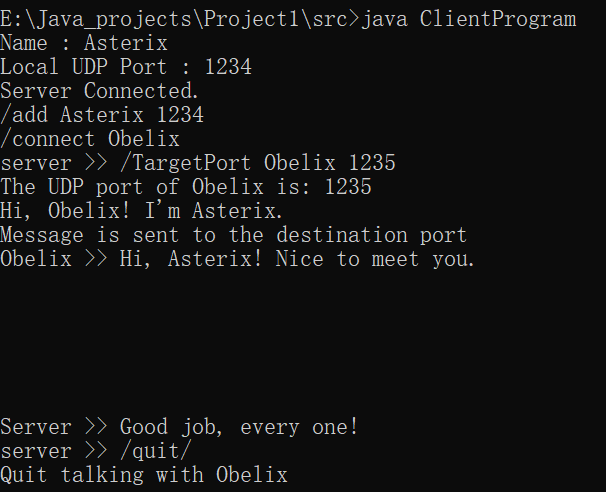 E:\Java_projects\Project1\src>java ClientProgram
Name : Asterix
Local UDP Port : 1234
Server Connected.
/add Asterix 1234
/connect Obelix
server >> /TargetPort Obelix 1235
The UDP port of Obelix is: 1235
Hi, Obelix! I'm Asterix.
Message is sent to the destination port
Obelix >> Hi, Asterix! Nice to meet you.
Server >> Good job, every one!
server >> /quit/
Quit talking with Obelix